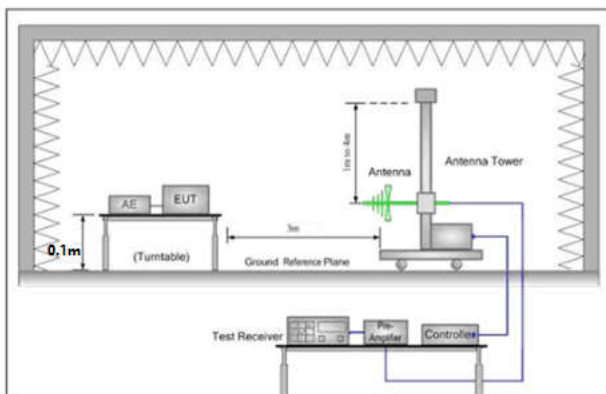 1m to 4m
Antenna
Antenna Tower
AE
EUT
0.1m
3m
(Turntable)
Ground Reference Plane
Test Receiver
Pre-
Amplifier
Controller